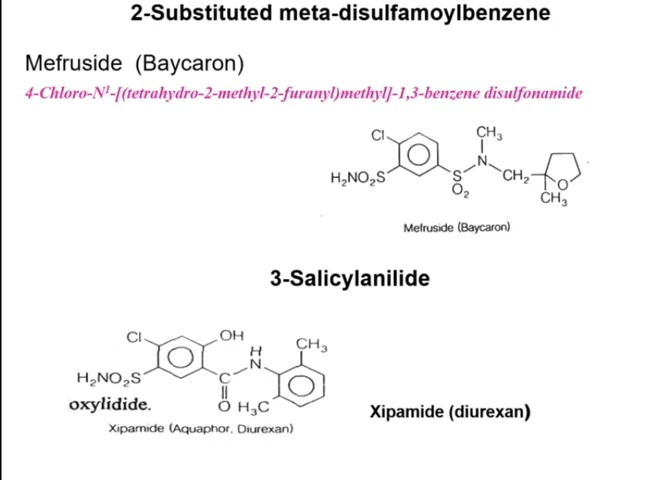 2-Substituted meta-disulfamoylbenzene
Mefruside (Baycaron)
4-Chloro-N¹-[(tetrahydro-2-methyl-2-furanyl)methyl]-1,3-benzene disulfonamide
Cl
CH₃
N
H₂NO₂S
S
O₂
CH₂
O
CH₃
Mefruside (Baycaron)
3-Salicylanilide
Cl
OH
H
N
CH₃
H₂NO₂S
C
O
H₃C
oxylidide.
Xipamide (diurexan)
Xipamide (Aquaphor, Diurexan)